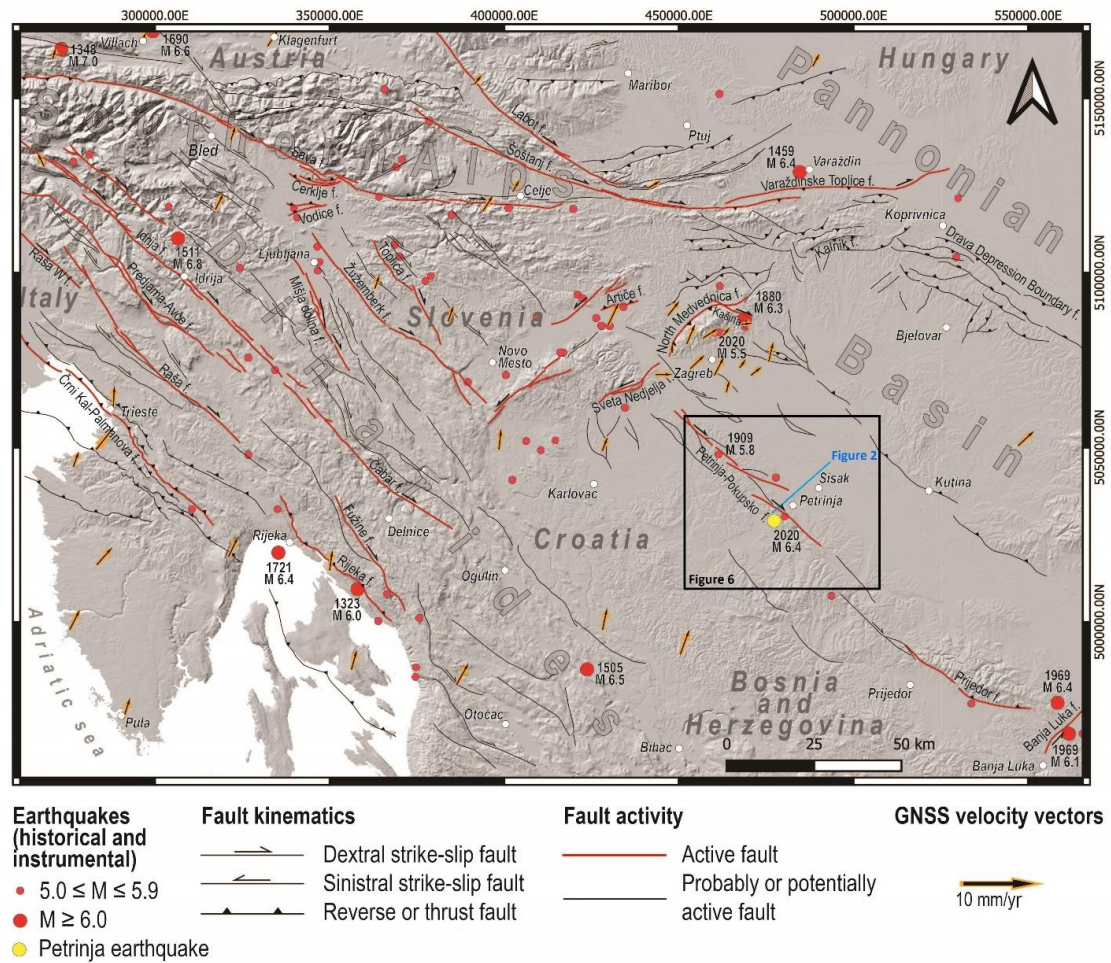 300000.00E
350000.00E
400000.00E
450000.00E
500000.00E
550000.00E
5150000.00N
5100000.00N
5050000.00N
5000000.00N
1348
M 7.0
Villach
1690
M 6.6
Klagenfurt
Austria
Hungary
Pannonian
Basin
Maribor
Ptuj
Labot f.
Šoštanj f.
Sava f.
Bled
Celje
Cerklje f.
Vodice f.
1459
M 6.4
Varaždin
Varaždinske Toplice f.
Koprivnica
Drava Depression Boundary f.
Kalnik f.
Bjelovar
Idrija f.
1511
M 6.8
Idrija
Ljubljana
Raša W f.
Predjama-Avče f.
Mišjedolina f.
Žužemberk f.
Toplica f.
Italy
Slovenia
Artiče f.
North Medvednica f.
1880
M 6.3
Kašina f.
2020
M 5.5
Zagreb
Novo
Mesto
Sveta Nedjelja f.
Raša f.
Trieste
Črni Kal-Palmanova f.
Dinarides
Čabar f.
Karlovac
1909
M 5.8
Figure 2
Petrinja-Pokupsko f.
Sisak
Petrinja
2020
M 6.4
Figure 6
Kutina
Delnice
Fužine f.
Rijeka
1721
M 6.4
Rijeka f.
1323
M 6.0
Ogulin
Croatia
Adriatic sea
Pula
1505
M 6.5
Otočac
Bihać
Bosnia
and
Herzegovina
Prijedor
Prijedor f.
1969
M 6.4
Banja Luka f.
1969
M 6.1
Banja Luka
0 25 50 km
Earthquakes
(historical and
instrumental)
5.0 ≤ M ≤ 5.9
M ≥ 6.0
Petrinja earthquake
Fault kinematics
Dextral strike-slip fault
Sinistral strike-slip fault
Reverse or thrust fault
Fault activity
Active fault
Probably or potentially
active fault
GNSS velocity vectors
10 mm/yr